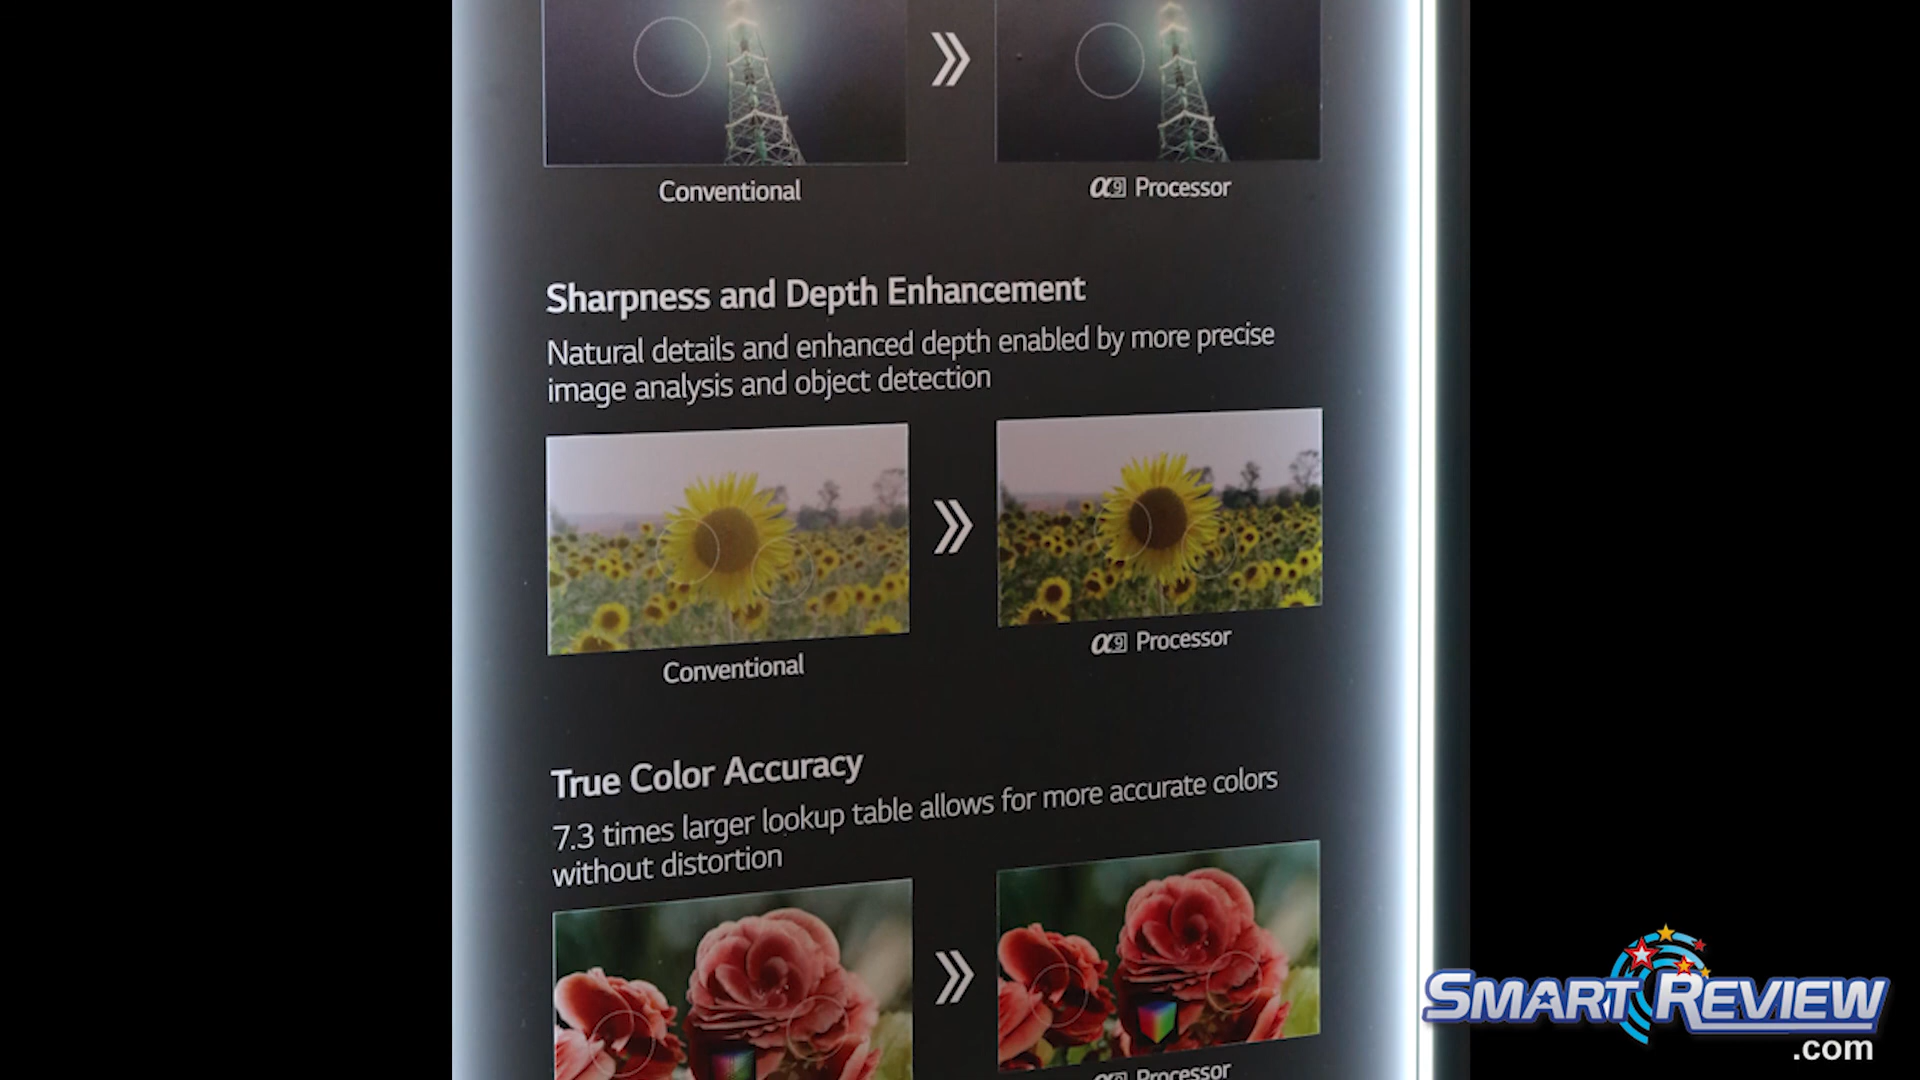 Conventional
α9 Processor
Sharpness and Depth Enhancement
Natural details and enhanced depth enabled by more precise
image analysis and object detection
Conventional
α9 Processor
True Color Accuracy
7.3 times larger lookup table allows for more accurate colors
without distortion
α9 Processor
SMART REVIEW
.com